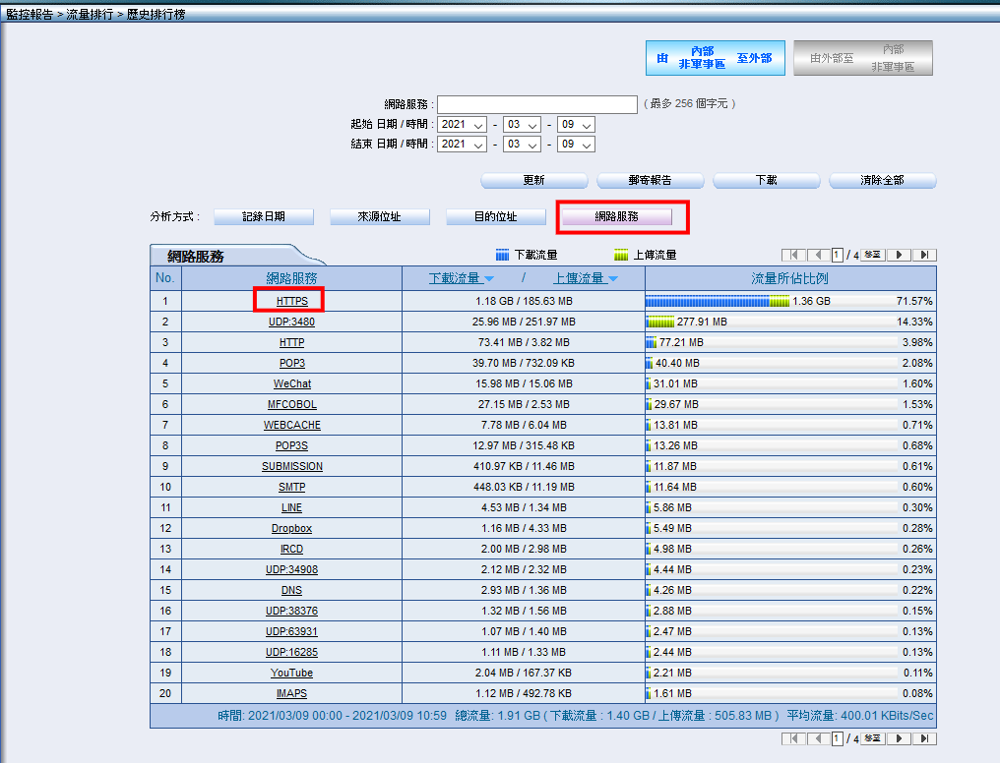 監控報告 > 流量排行 > 歷史排行榜
由 內部 非軍事區 至外部
由外部至 內部 非軍事區
網路服務 : ( 最多 256 個字元 )
起始 日期 / 時間 : 2021 - 03 - 09
結束 日期 / 時間 : 2021 - 03 - 09
更新 郵寄報告 下載 清除全部
分析方式 : 記錄日期 來源位址 目的位址 網路服務
網路服務 下載流量 上傳流量 1 / 4 移至
No. 網路服務 下載流量 / 上傳流量 流量所佔比例
1 HTTPS 1.18 GB / 185.63 MB 1.36 GB 71.57%
2 UDP:3480 25.96 MB / 251.97 MB 277.91 MB 14.33%
3 HTTP 73.41 MB / 3.82 MB 77.21 MB 3.98%
4 POP3 39.70 MB / 732.09 KB 40.40 MB 2.08%
5 WeChat 15.98 MB / 15.06 MB 31.01 MB 1.60%
6 MFCOBOL 27.15 MB / 2.53 MB 29.67 MB 1.53%
7 WEBCACHE 7.78 MB / 6.04 MB 13.81 MB 0.71%
8 POP3S 12.97 MB / 315.48 KB 13.26 MB 0.68%
9 SUBMISSION 410.97 KB / 11.46 MB 11.87 MB 0.61%
10 SMTP 448.03 KB / 11.19 MB 11.64 MB 0.60%
11 LINE 4.53 MB / 1.34 MB 5.86 MB 0.30%
12 Dropbox 1.16 MB / 4.33 MB 5.49 MB 0.28%
13 IRCD 2.00 MB / 2.98 MB 4.98 MB 0.26%
14 UDP:34908 2.12 MB / 2.32 MB 4.44 MB 0.23%
15 DNS 2.93 MB / 1.36 MB 4.26 MB 0.22%
16 UDP:38376 1.32 MB / 1.56 MB 2.88 MB 0.15%
17 UDP:63931 1.07 MB / 1.40 MB 2.47 MB 0.13%
18 UDP:16285 1.11 MB / 1.33 MB 2.44 MB 0.13%
19 YouTube 2.04 MB / 167.37 KB 2.21 MB 0.11%
20 IMAPS 1.12 MB / 492.78 KB 1.61 MB 0.08%
時間: 2021/03/09 00:00 - 2021/03/09 10:59 總流量: 1.91 GB ( 下載流量 : 1.40 GB / 上傳流量 : 505.83 MB ) 平均流量: 400.01 KBits/Sec
1 / 4 移至